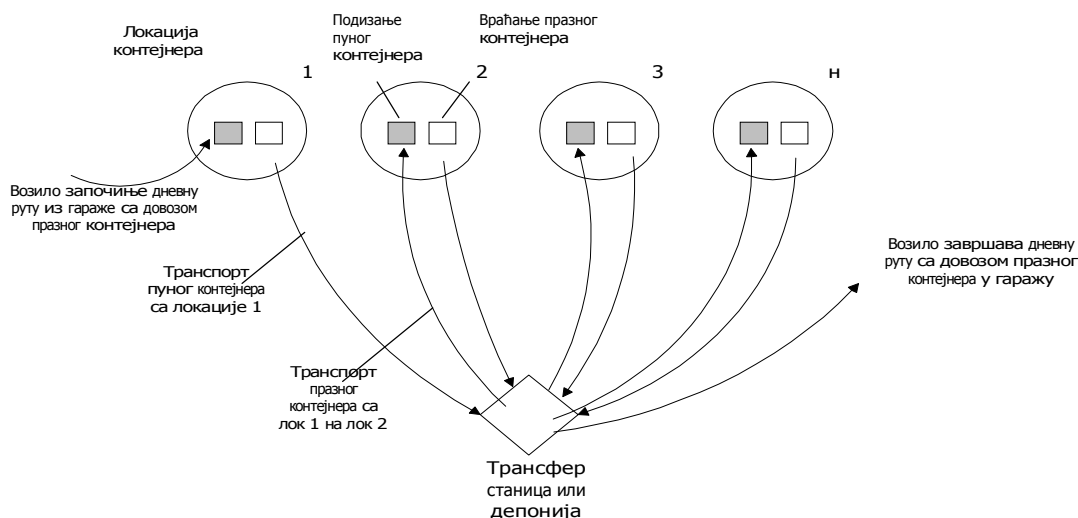 Локација
контејнера
Подизање
пуног
контејнера
Враћање празног
контејнера
1
2
3
н
Возило започиње дневну
руту из гараже са довозом
празног контејнера
Транспорт
пуног контејнера
са локације 1
Транспорт
празног
контејнера са
лок 1 на лок 2
Возило завршава дневну
руту са довозом празног
контејнера у гаражу
Трансфер
станица или
депонија